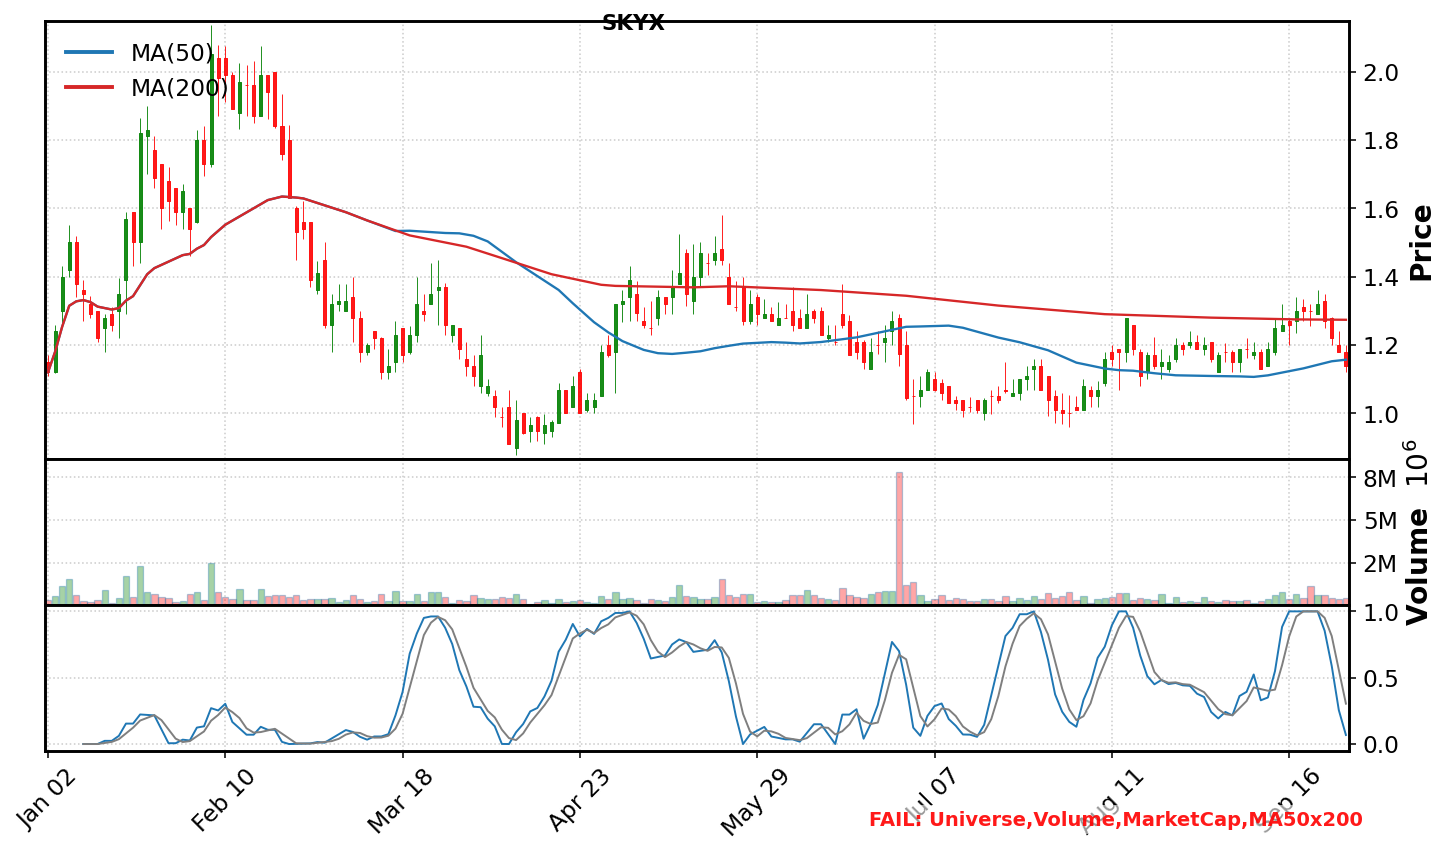 SKYX
MA(50)
MA(200)
2.0
1.8
1.6
1.4
1.2
1.0
Price
8M
5M
2M
Volume 10^6
1.0
0.5
0.0
Jan 02
Feb 10
Mar 18
Apr 23
May 29
Jul 07
Aug 11
Sep 16
FAIL: Universe,Volume,MarketCap,MA50x200